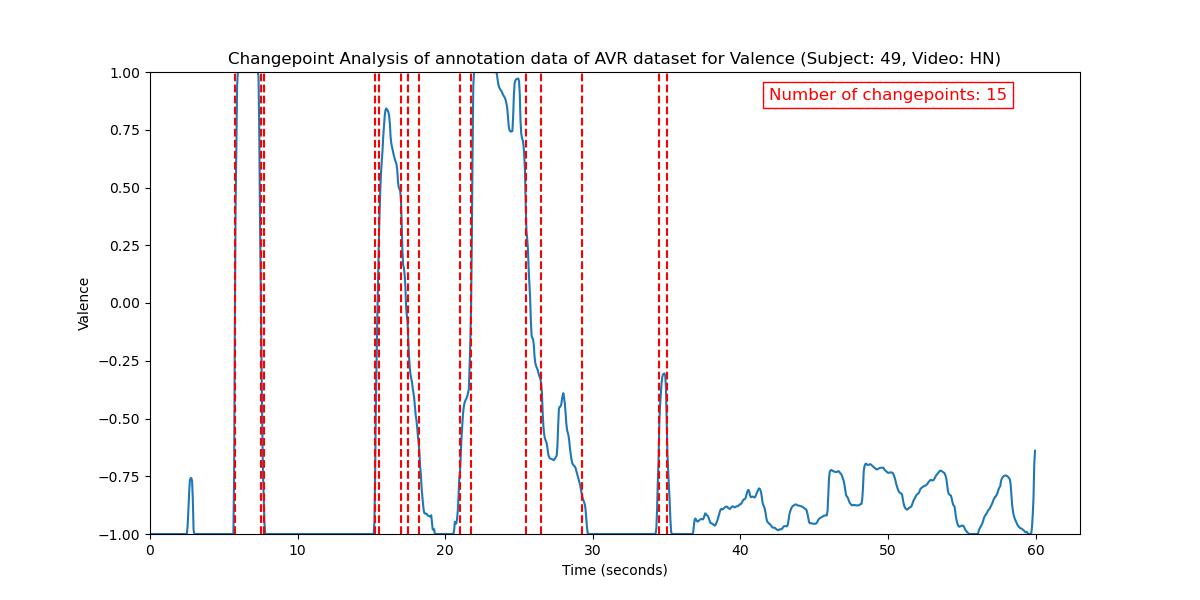 Changepoint Analysis of annotation data of AVR dataset for Valence (Subject: 49, Video: HN)
Number of changepoints: 15
Valence
1.00
0.75
0.50
0.25
0.00
−0.25
−0.50
−0.75
−1.00
0 10 20 30 40 50 60
Time (seconds)